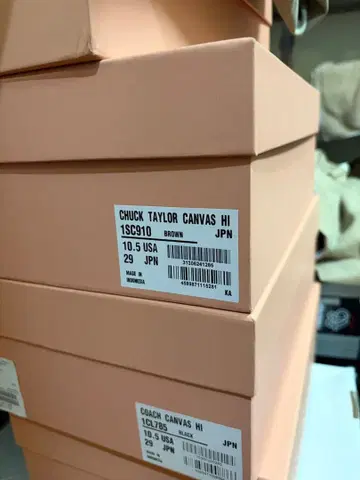 CHUCK TAYLOR CANVAS HI
1SC910 BROWN JPN
10.5 USA
29 JPN
31308241286
MADE IN
INDONESIA
KA
COACH CANVAS HI
1CL785 BLACK JPN
10.5 USA
29 JPN